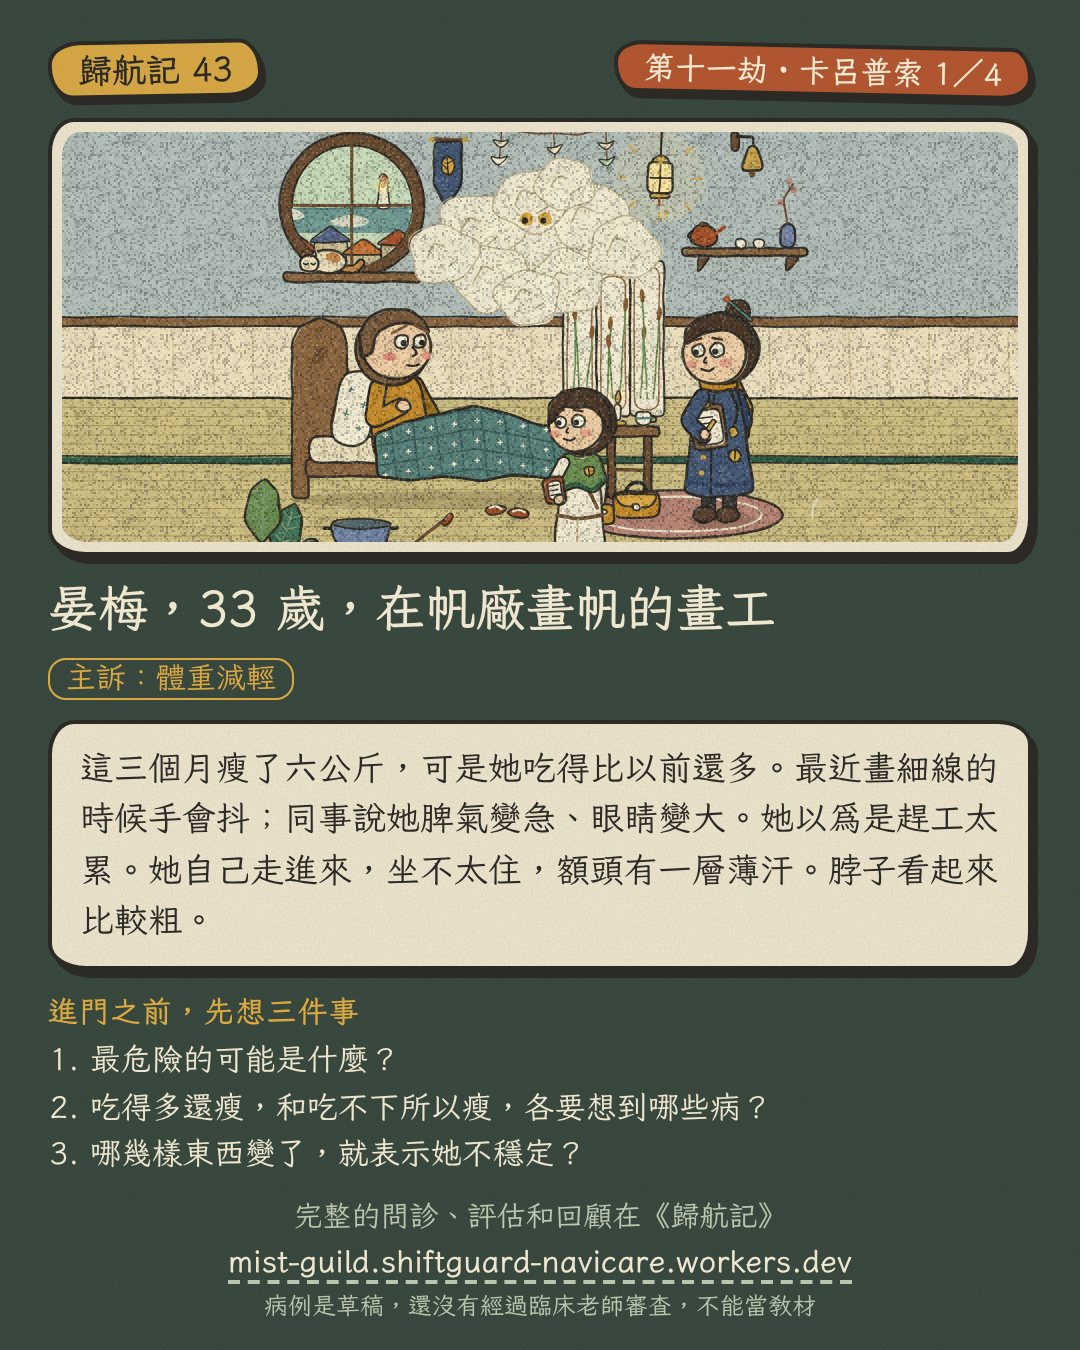 歸航記 43
第十一劫・卡呂普索 1／4
晏梅，33 歲，在帆廠畫帆的畫工
主訴：體重減輕
這三個月瘦了六公斤，可是她吃得比以前還多。最近畫細線的
時候手會抖；同事說她脾氣變急、眼睛變大。她以為是趕工太
累。她自己走進來，坐不太住，額頭有一層薄汗。脖子看起來
比較粗。
進門之前，先想三件事
1. 最危險的可能是什麼？
2. 吃得多還瘦，和吃不下所以瘦，各要想到哪些病？
3. 哪幾樣東西變了，就表示她不穩定？
完整的問診、評估和回顧在《歸航記》
mist-guild.shiftguard-navicare.workers.dev
病例是草稿，還沒有經過臨床老師審查，不能當教材